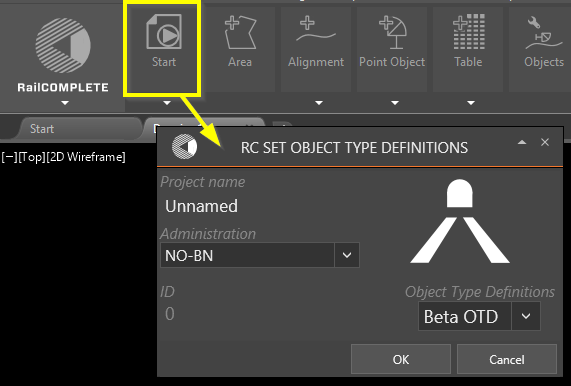 RailCOMPLETE
Start
Area
Alignment
Point Object
Table
Objects
Start
[−][Top][2D Wireframe]
RC SET OBJECT TYPE DEFINITIONS
Project name
Unnamed
Administration
NO-BN
ID
0
Object Type Definitions
Beta OTD
OK
Cancel